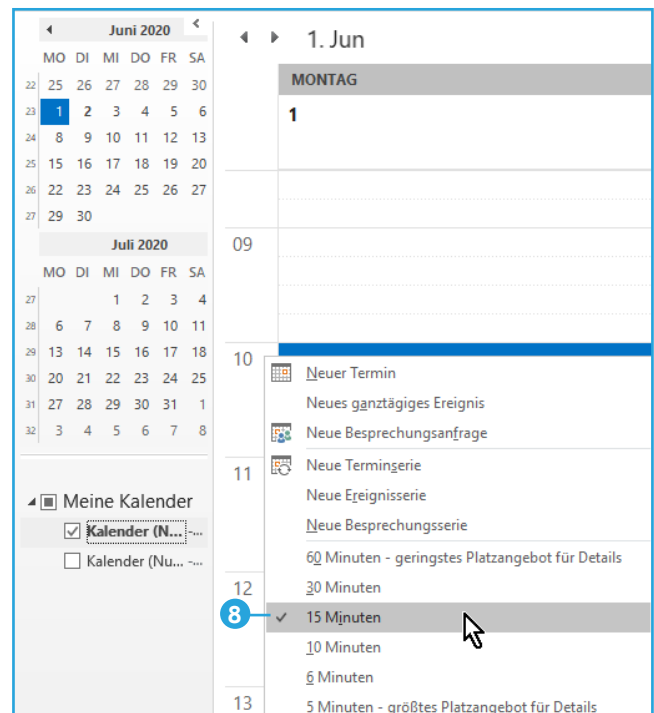 Juni 2020
MO DI MI DO FR SA
22 25 26 27 28 29 30
23 1 2 3 4 5 6
24 8 9 10 11 12 13
25 15 16 17 18 19 20
26 22 23 24 25 26 27
27 29 30
Juli 2020
MO DI MI DO FR SA
27 1 2 3 4
28 6 7 8 9 10 11
29 13 14 15 16 17 18
30 20 21 22 23 24 25
31 27 28 29 30 31 1
32 3 4 5 6 7 8
Meine Kalender
Kalender (N... -...
Kalender (Nu... -...
1. Jun
MONTAG
1
09
10
11
12
13
Neuer Termin
Neues ganztägiges Ereignis
Neue Besprechungsanfrage
Neue Terminserie
Neue Ereignisserie
Neue Besprechungsserie
60 Minuten - geringstes Platzangebot für Details
30 Minuten
8 15 Minuten
10 Minuten
6 Minuten
5 Minuten - größtes Platzangebot für Details